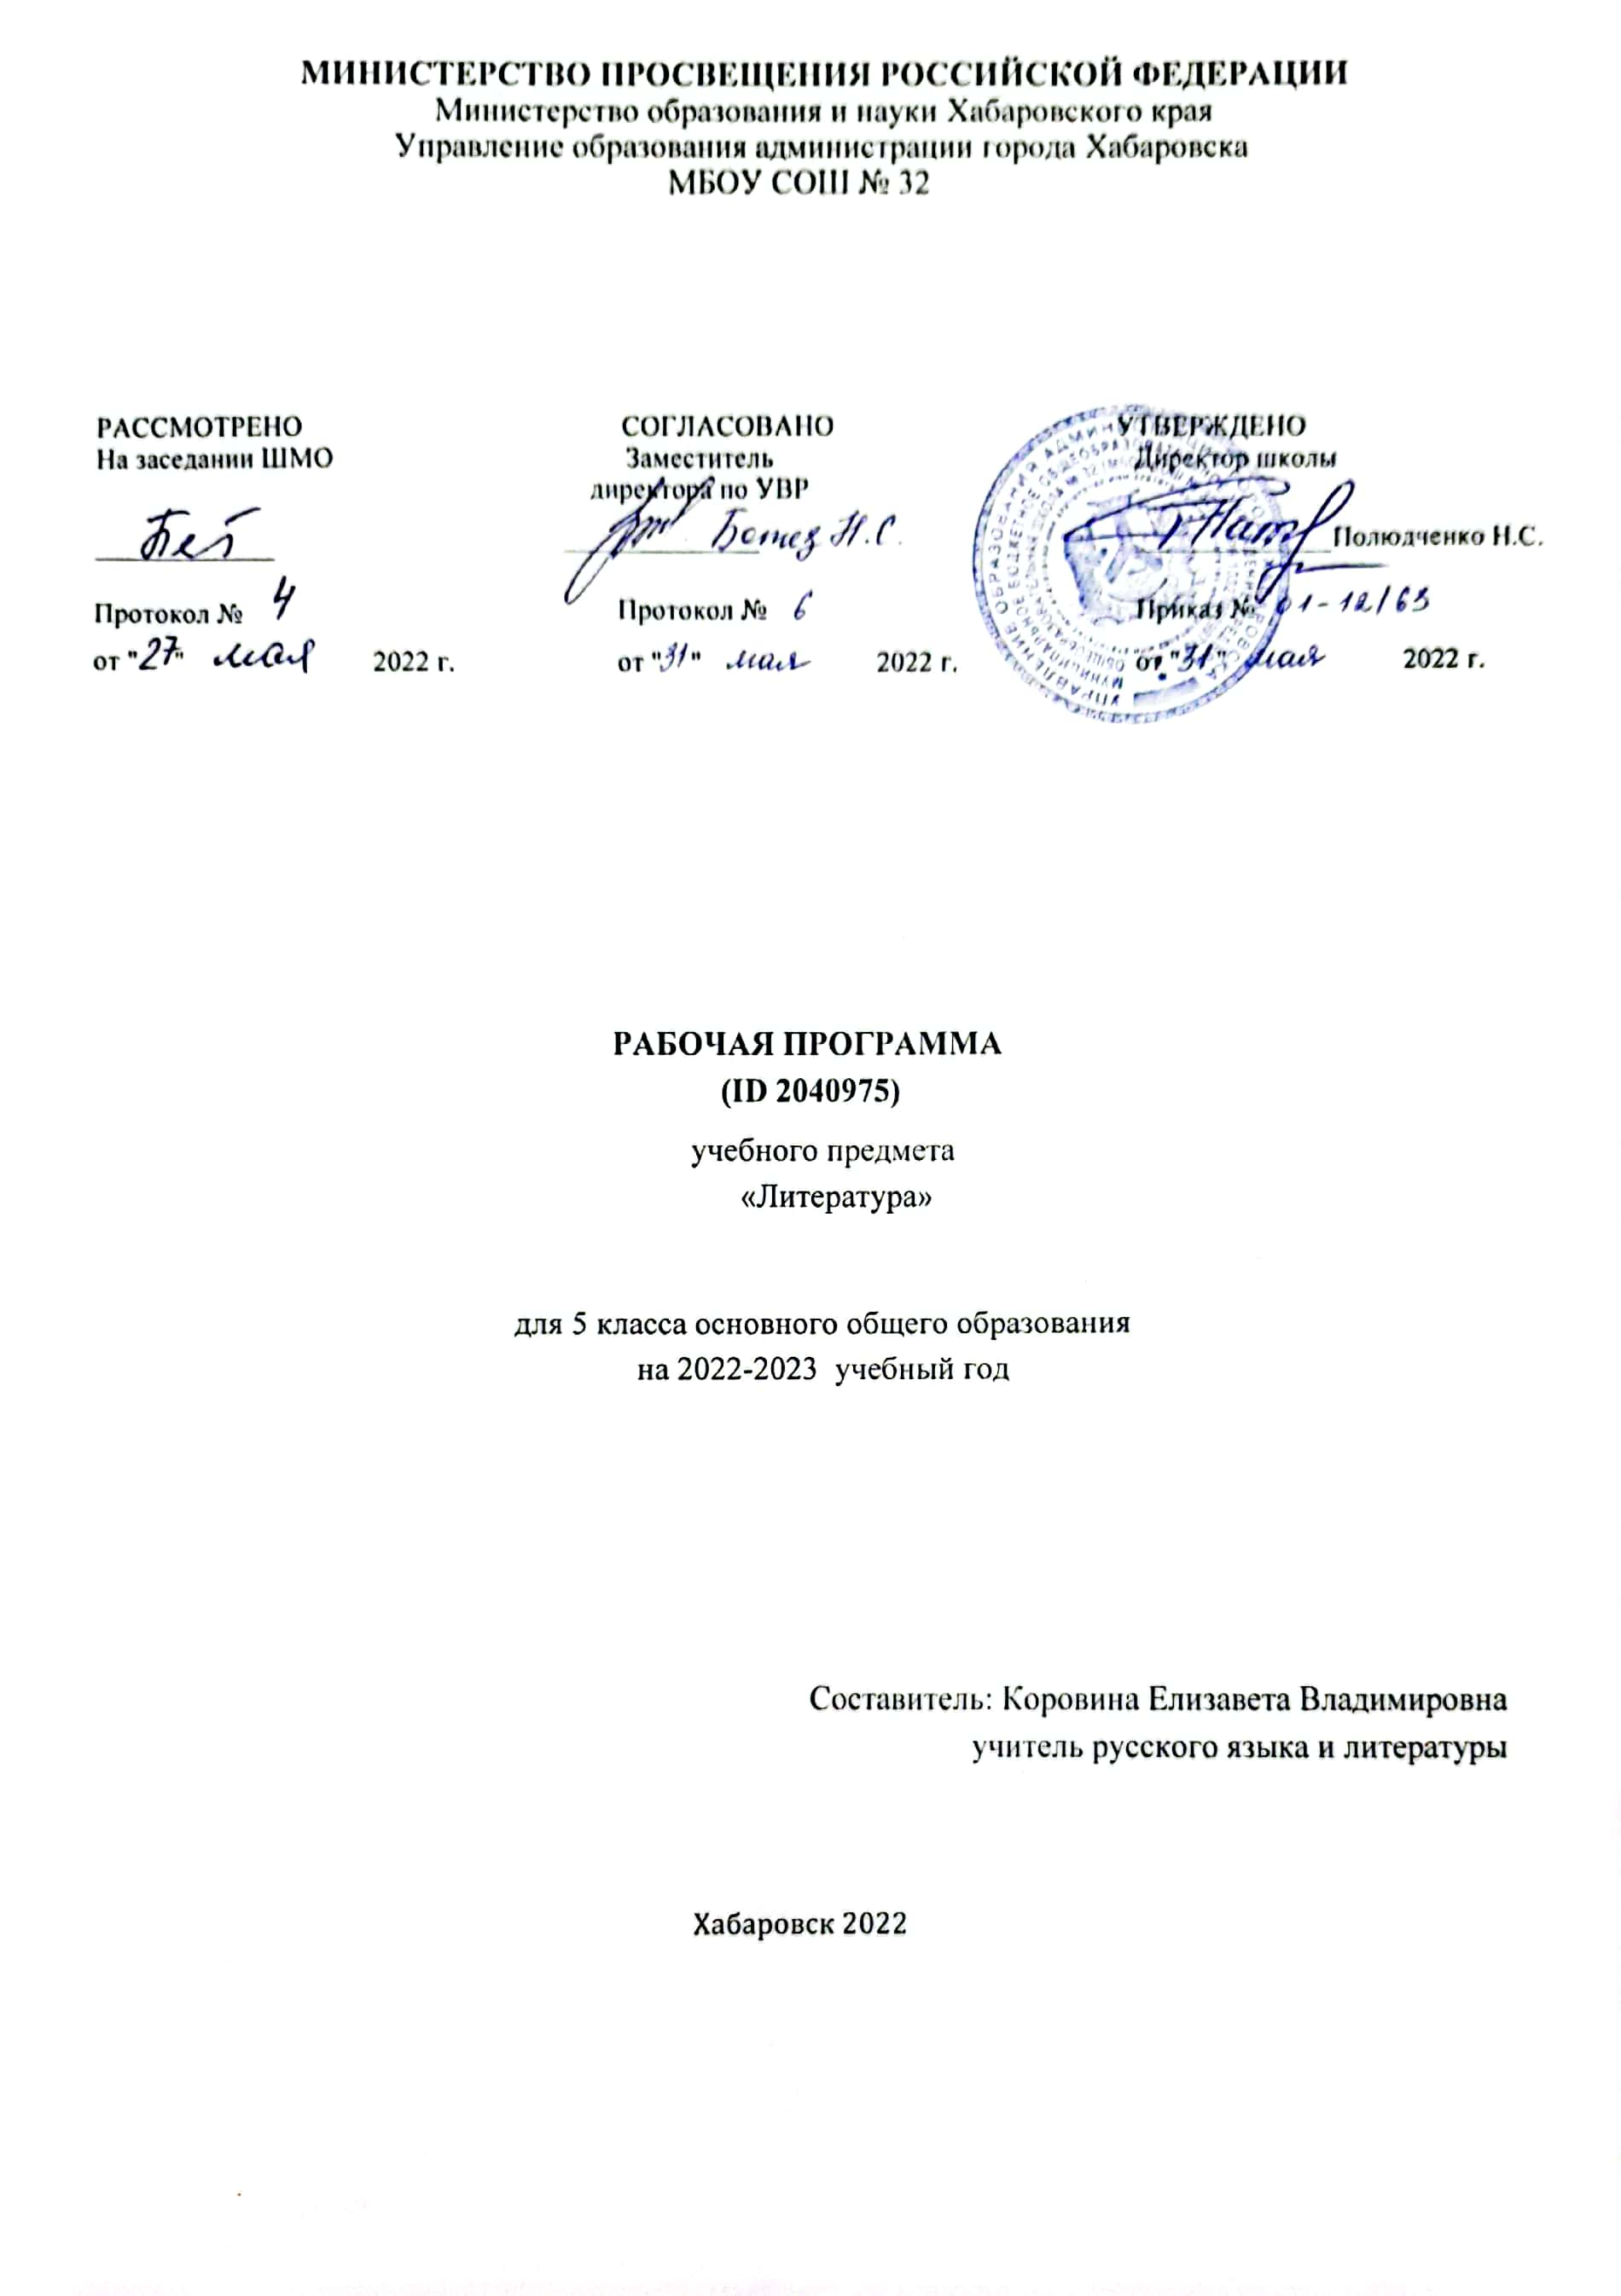 МИНИСТЕРСТВО ПРОСВЕЩЕНИЯ РОССИЙСКОЙ ФЕДЕРАЦИИ
Министерство образования и науки Хабаровского края
Управление образования администрации города Хабаровска
МБОУ СОШ № 32
РАССМОТРЕНО
На заседании ШМО
Протокол № 4
от "27" мая 2022 г.
СОГЛАСОВАНО
Заместитель
директора по УВР
Ботез Н.С.
Протокол № 6
от "31" мая 2022 г.
УТВЕРЖДЕНО
Директор школы
Полюдченко Н.С.
Приказ № 01-12/63
от "31" мая 2022 г.
РАБОЧАЯ ПРОГРАММА
(ID 2040975)
учебного предмета
«Литература»
для 5 класса основного общего образования
на 2022-2023 учебный год
Составитель: Коровина Елизавета Владимировна
учитель русского языка и литературы
Хабаровск 2022